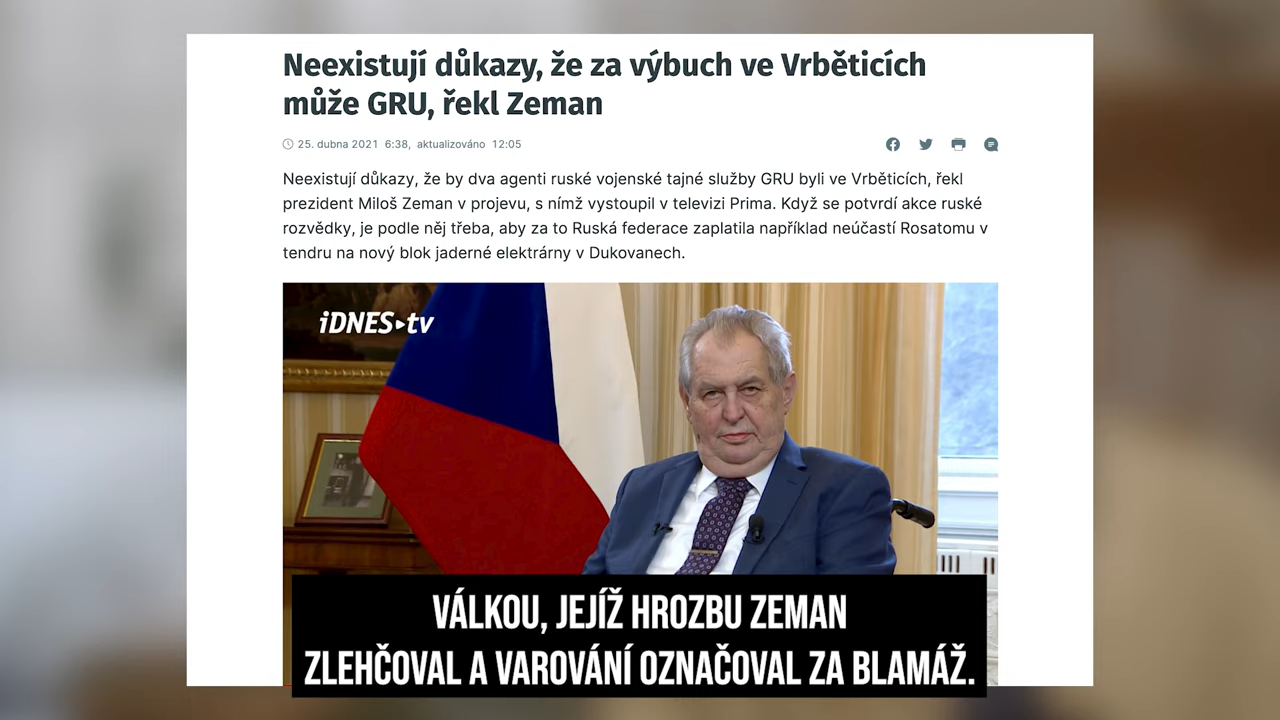 Neexistují důkazy, že za výbuch ve Vrběticích
může GRU, řekl Zeman
25. dubna 2021 6:38, aktualizováno 12:05
Neexistují důkazy, že by dva agenti ruské vojenské tajné služby GRU byli ve Vrběticích, řekl
prezident Miloš Zeman v projevu, s nímž vystoupil v televizi Prima. Když se potvrdí akce ruské
rozvědky, je podle něj třeba, aby za to Ruská federace zaplatila například neúčastí Rosatomu v
tendru na nový blok jaderné elektrárny v Dukovanech.
iDNES tv
VÁLKOU, JEJÍŽ HROZBU ZEMAN
ZLEHČOVAL A VAROVÁNÍ OZNAČOVAL ZA BLAMÁŽ.